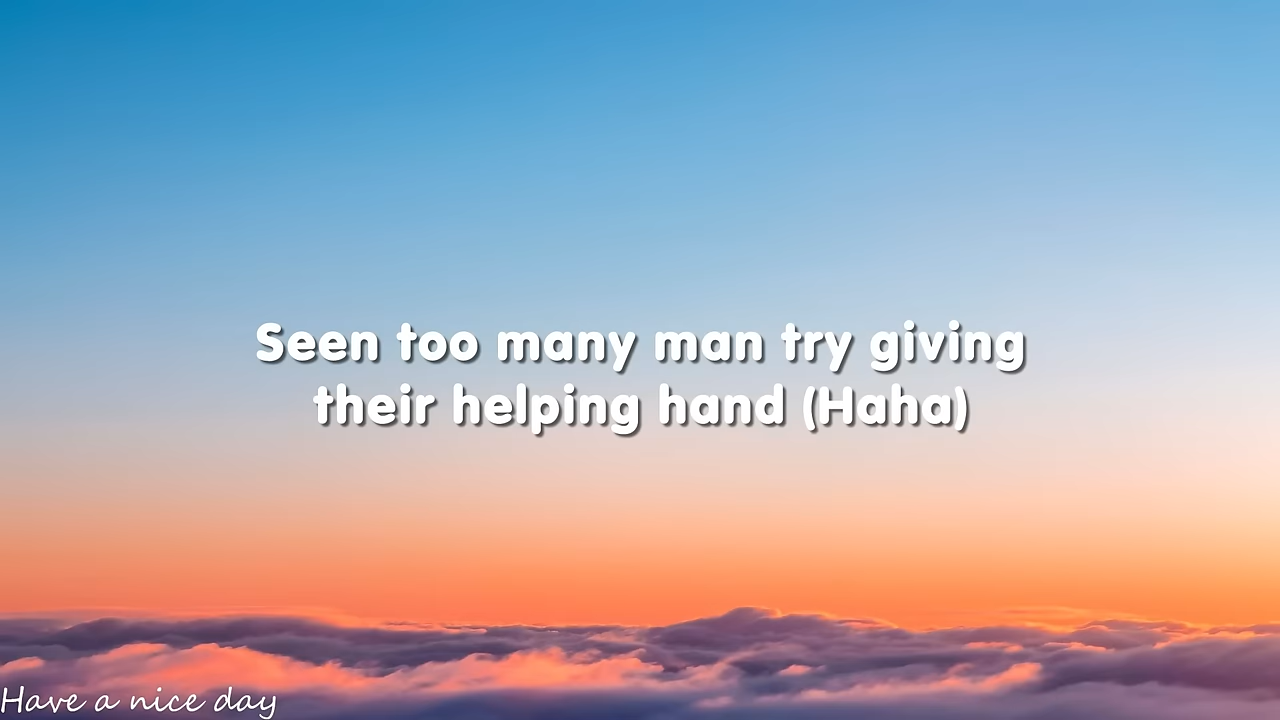 Seen too many man try giving
their helping hand (Haha)
Have a nice day